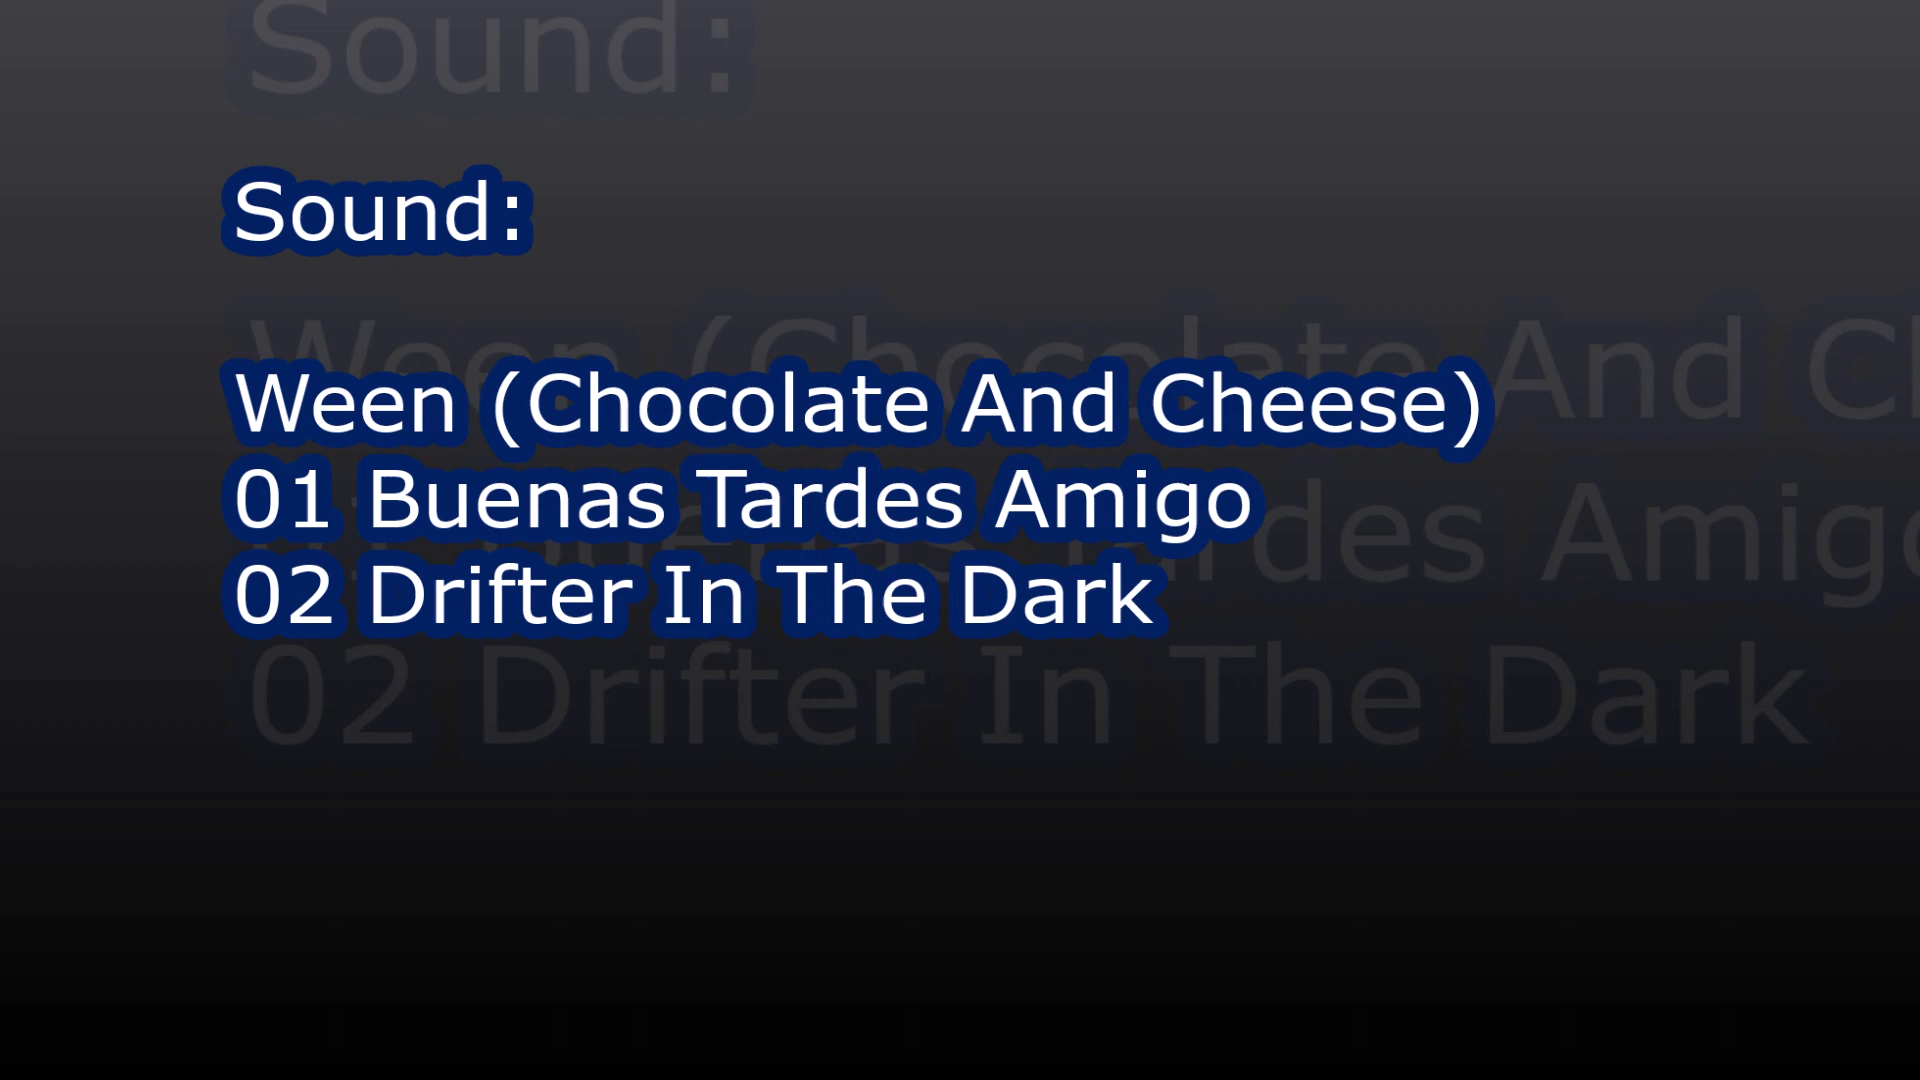 Sound:
Ween (Chocolate And Cheese)
01 Buenas Tardes Amigo
02 Drifter In The Dark